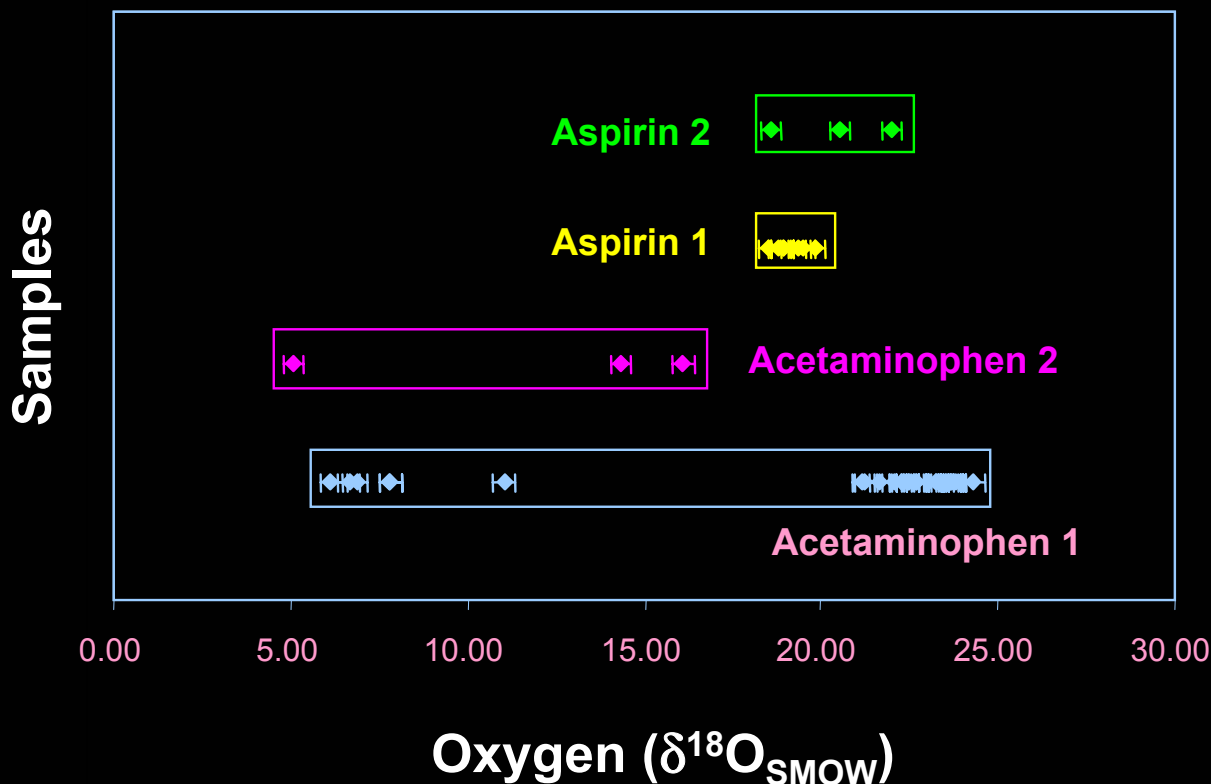 Aspirin 2
Aspirin 1
Acetaminophen 2
Acetaminophen 1
Samples
0.00 5.00 10.00 15.00 20.00 25.00 30.00
Oxygen (δ¹⁸O_SMOW)